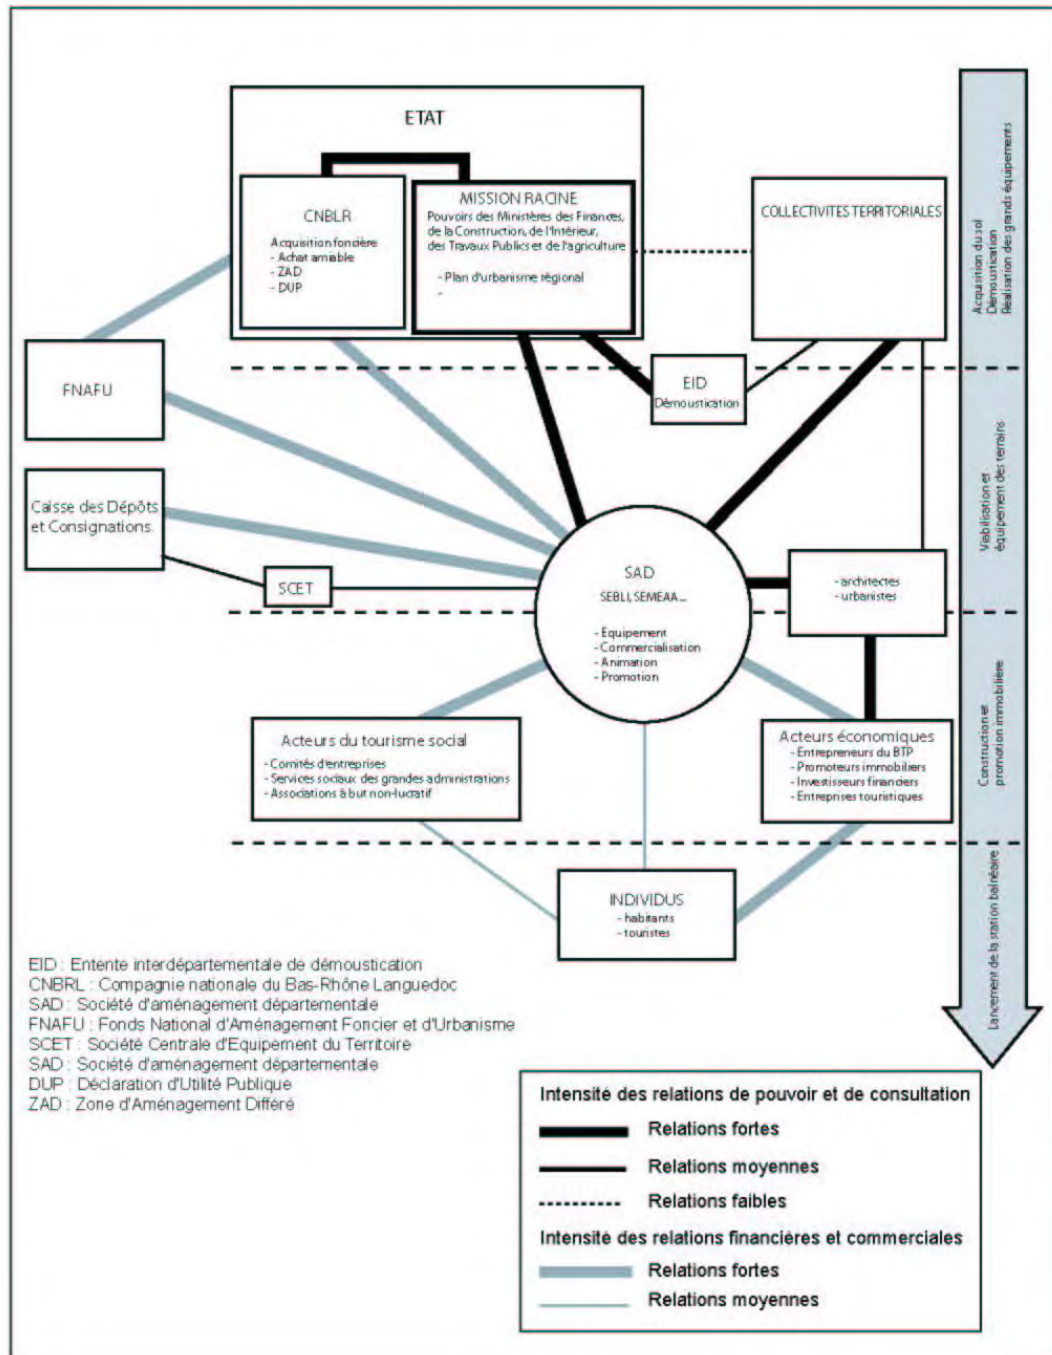 ETAT
CNBLR
Acquisition foncière
- Achat amiable
- ZAD
- DUP
MISSION RACINE
Pouvoirs des Ministères des Finances,
de la Construction, de l'Intérieur,
des Travaux Publics et de l'agriculture
- Plan d'urbanisme régional
-
COLLECTIVITES TERRITORIALES
Acquisition du sol
Démoustication
Réalisation des grands équipements
FNAFU
EID
Démoustication
Viabilisation et
équipement des terrains
Caisse des Dépôts
et Consignations
SCET
SAD
SEBLI, SEMEAA...
- Equipement
- Commercialisation
- Animation
- Promotion
- architectes
- urbanistes
Construction et
promotion immobilière
Acteurs du tourisme social
- Comités d'entreprises
- Services sociaux des grandes administrations
- Associations à but non-lucratif
Acteurs économiques
- Entrepreneurs du BTP
- Promoteurs immobiliers
- Investisseurs financiers
- Entreprises touristiques
INDIVIDUS
- habitants
- touristes
Lancement de la station balnéaire
EID : Entente interdépartementale de démoustication
CNBRL : Compagnie nationale du Bas-Rhône Languedoc
SAD : Société d'aménagement départementale
FNAFU : Fonds National d'Aménagement Foncier et d'Urbanisme
SCET : Société Centrale d'Equipement du Territoire
SAD : Société d'aménagement départementale
DUP : Déclaration d'Utilité Publique
ZAD : Zone d'Aménagement Différé
Intensité des relations de pouvoir et de consultation
Relations fortes
Relations moyennes
Relations faibles
Intensité des relations financières et commerciales
Relations fortes
Relations moyennes